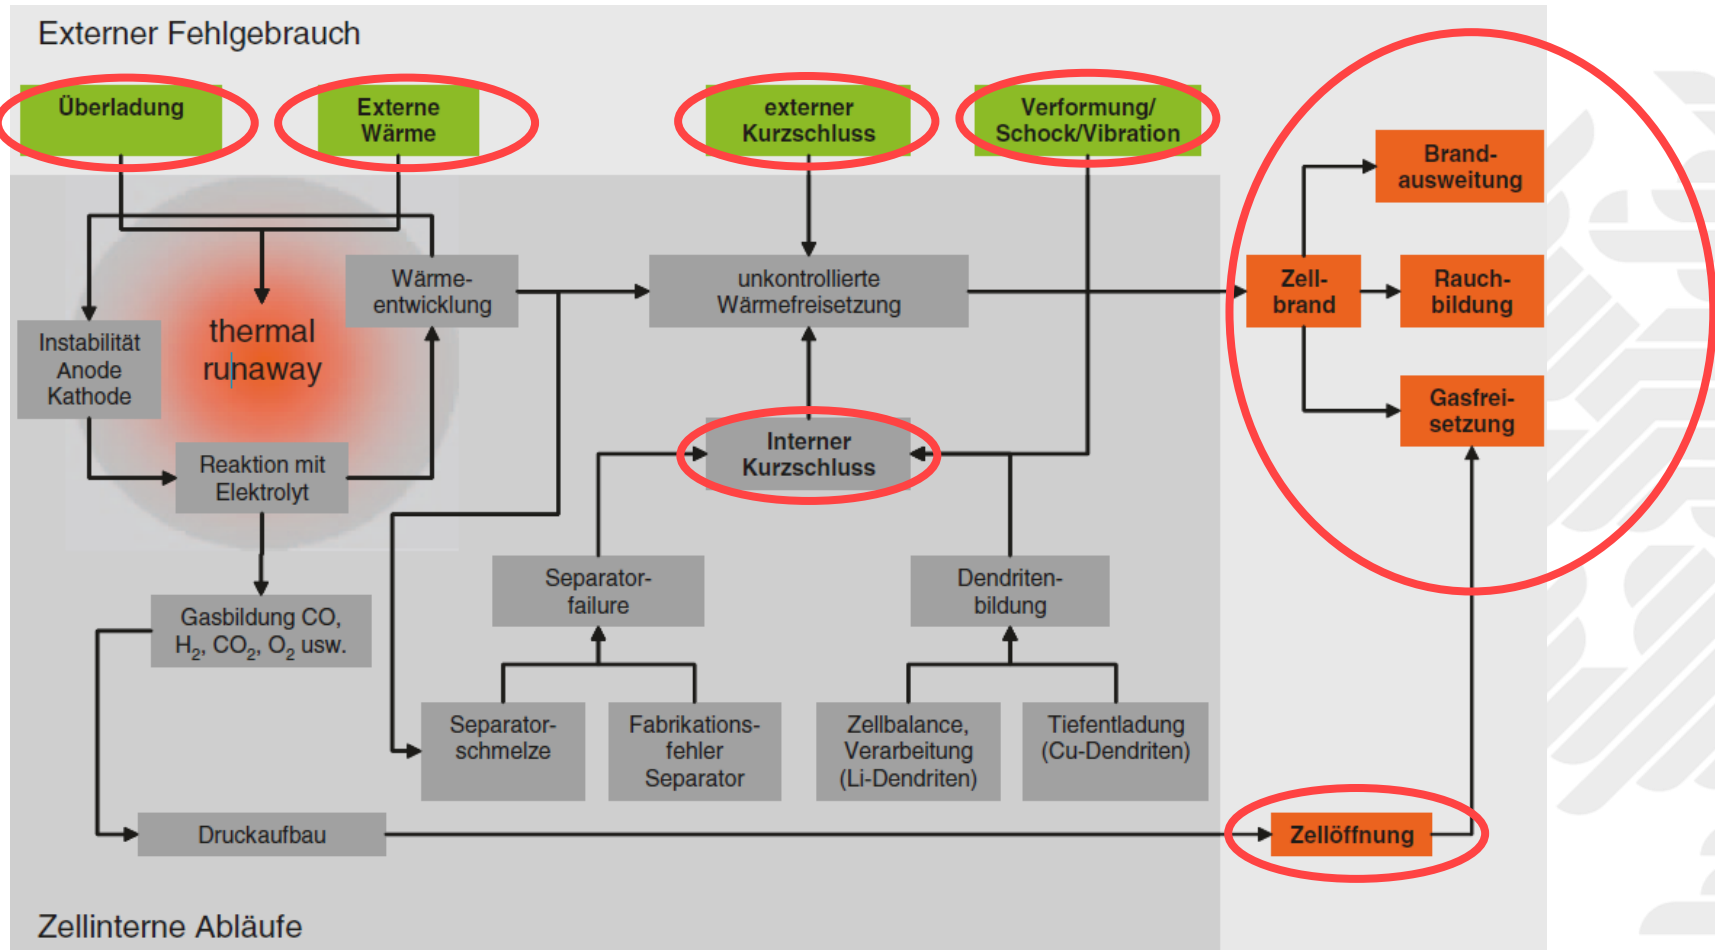 Externer Fehlgebrauch
Überladung
Externe
Wärme
externer
Kurzschluss
Verformung/
Schock/Vibration
Brand-
ausweitung
Wärme-
entwicklung
unkontrollierte
Wärmefreisetzung
Zell-
brand
Rauch-
bildung
thermal
runaway
Instabilität
Anode
Kathode
Gasfrei-
setzung
Interner
Kurzschluss
Reaktion mit
Elektrolyt
Separator-
failure
Dendriten-
bildung
Gasbildung CO,
H₂, CO₂, O₂ usw.
Separator-
schmelze
Fabrikations-
fehler
Separator
Zellbalance,
Verarbeitung
(Li-Dendriten)
Tiefentladung
(Cu-Dendriten)
Druckaufbau
Zellöffnung
Zellinterne Abläufe